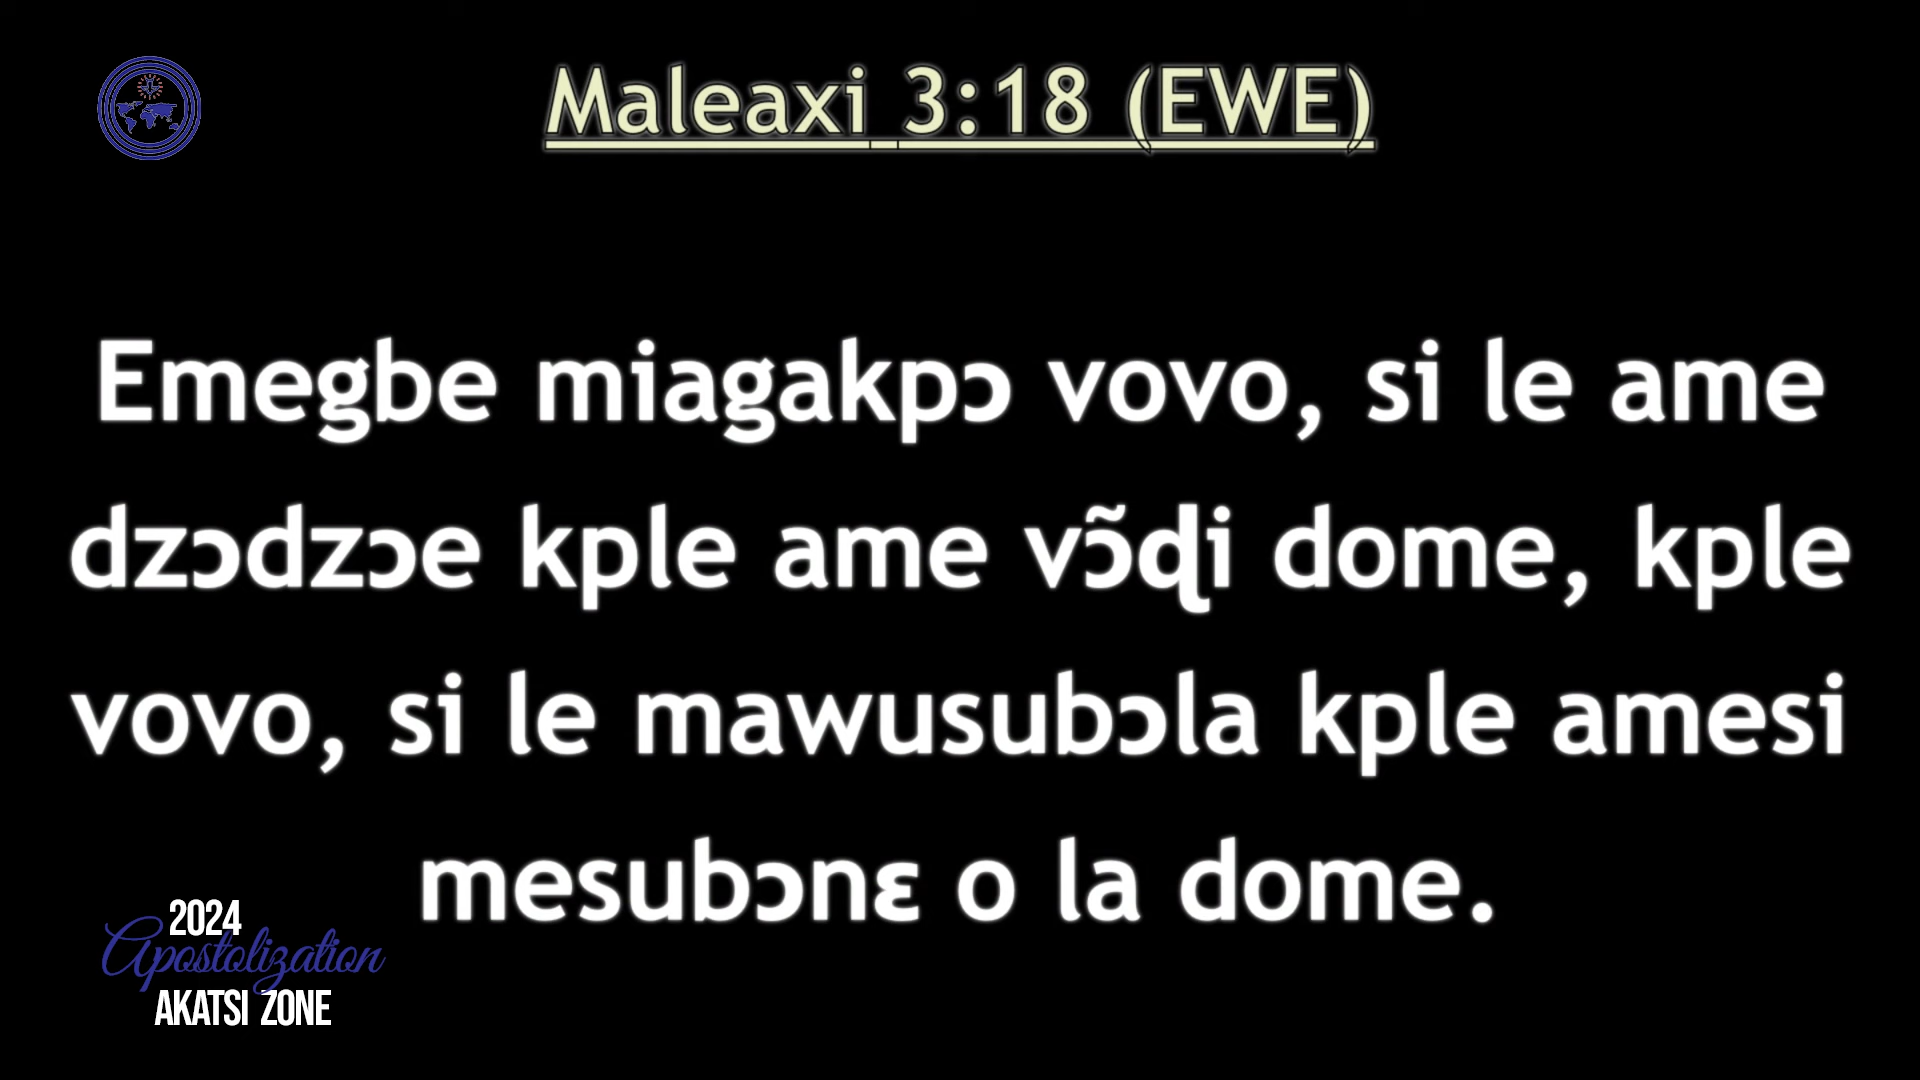 Maleaxi 3:18 (EWE)
Emegbe miagakpɔ vovo, si le ame
dzɔdzɔe kple ame vɔ̃ɖi dome, kple
vovo, si le mawusubɔla kple amesi
mesubɔnɛ o la dome.
2024
Apostolization
AKATSI ZONE